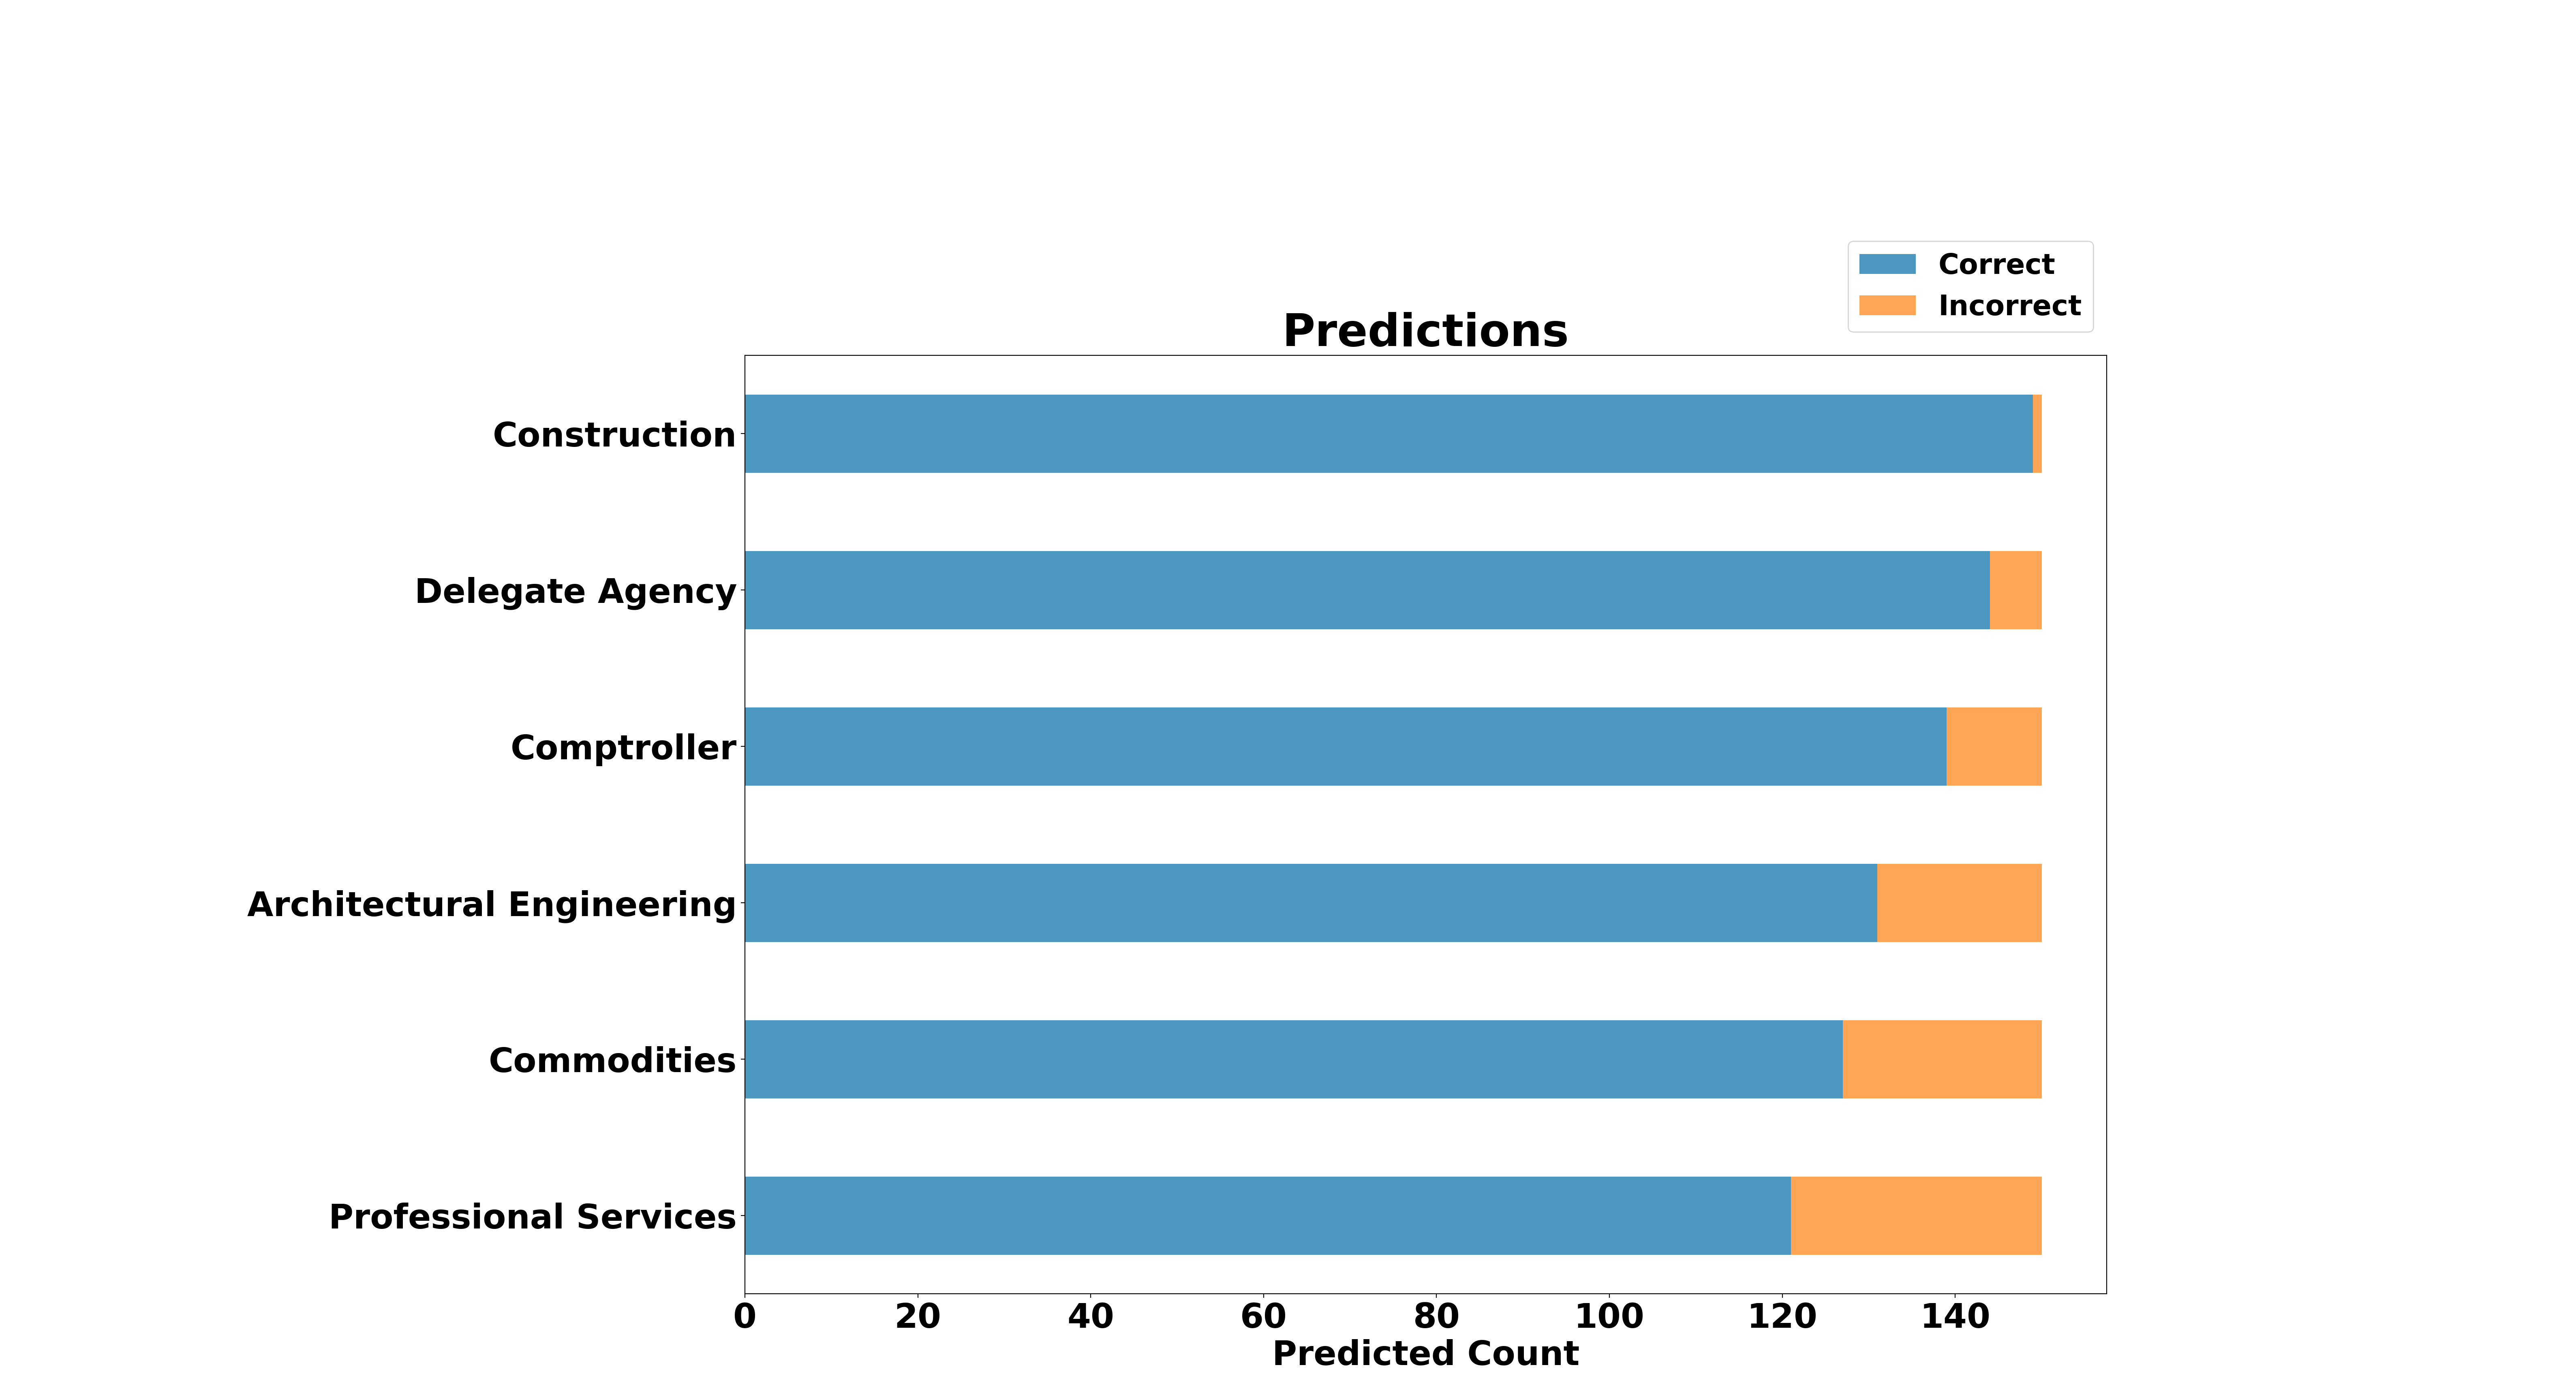 Correct
Incorrect
Predictions
Construction
Delegate Agency
Comptroller
Architectural Engineering
Commodities
Professional Services
0 20 40 60 80 100 120 140
Predicted Count